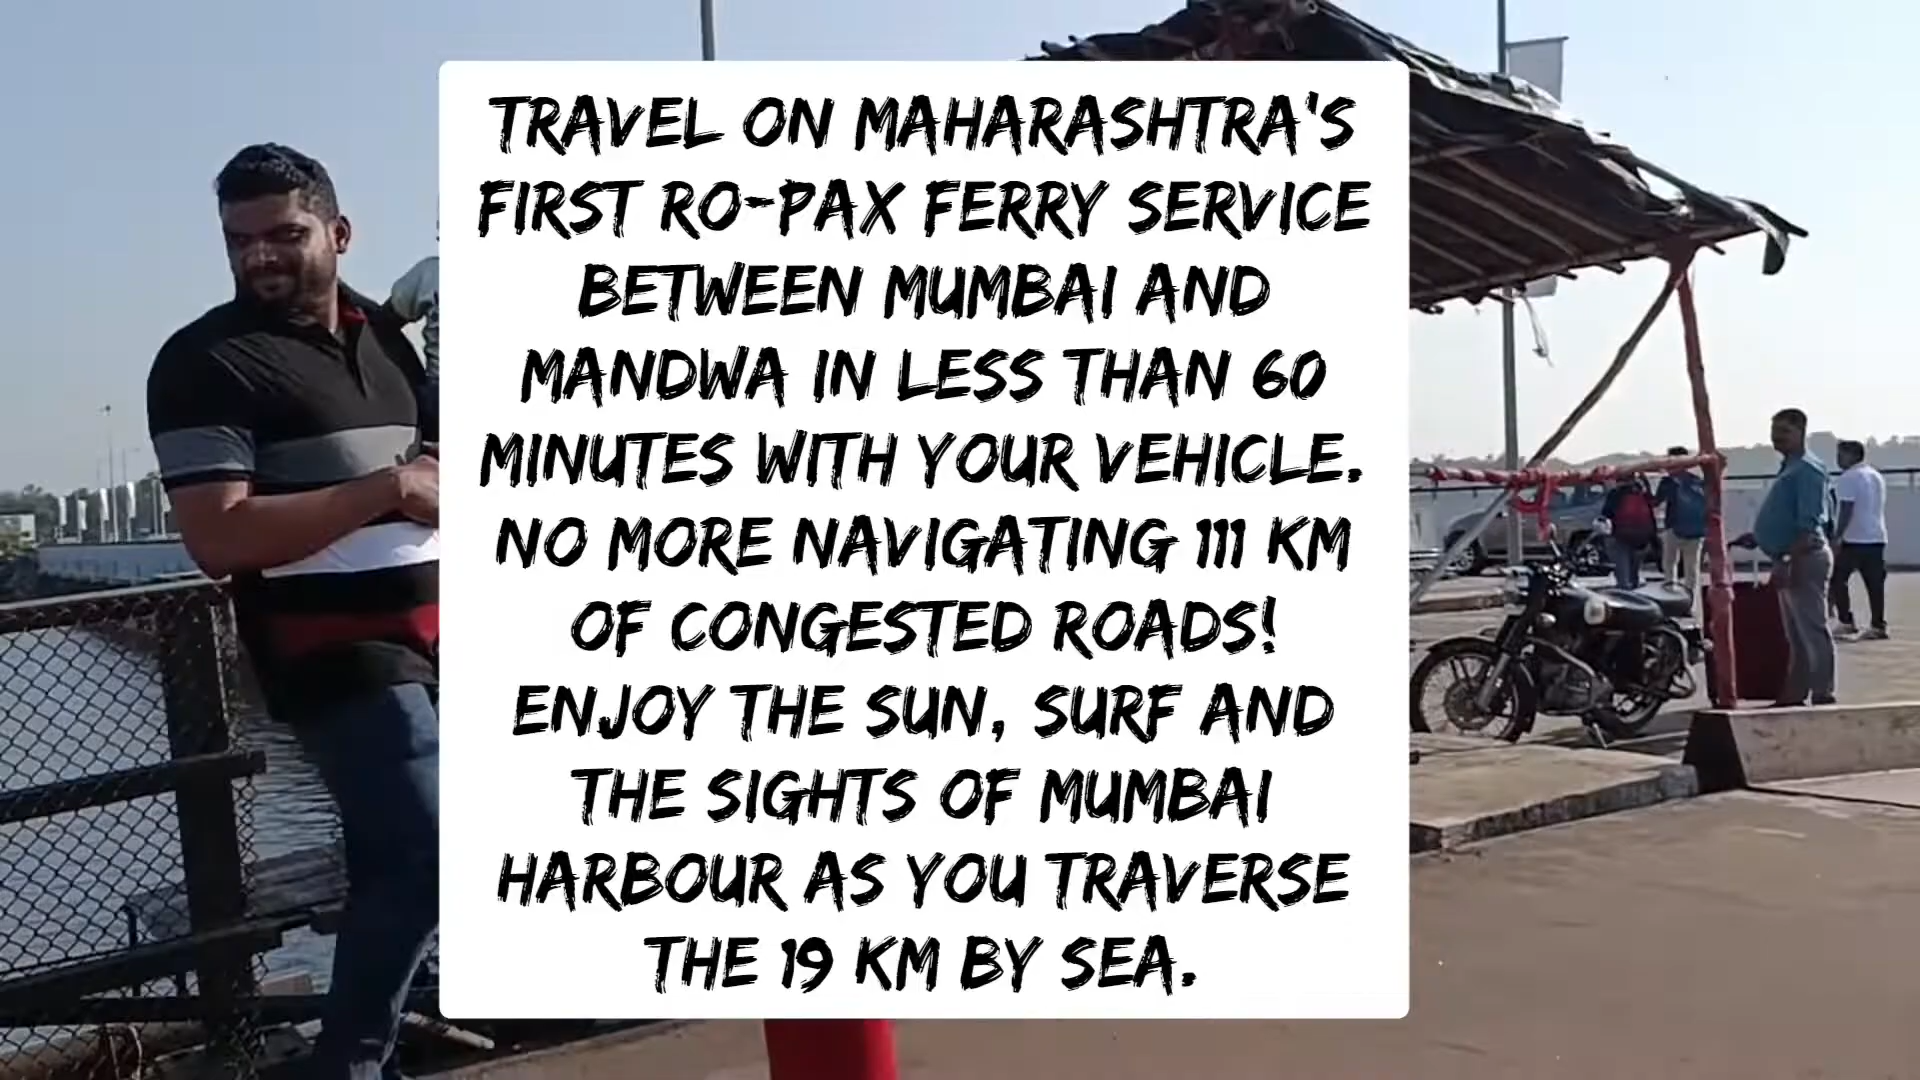 TRAVEL ON MAHARASHTRA'S
FIRST RO-PAX FERRY SERVICE
BETWEEN MUMBAI AND
MANDWA IN LESS THAN 60
MINUTES WITH YOUR VEHICLE.
NO MORE NAVIGATING 111 KM
OF CONGESTED ROADS!
ENJOY THE SUN, SURF AND
THE SIGHTS OF MUMBAI
HARBOUR AS YOU TRAVERSE
THE 19 KM BY SEA.